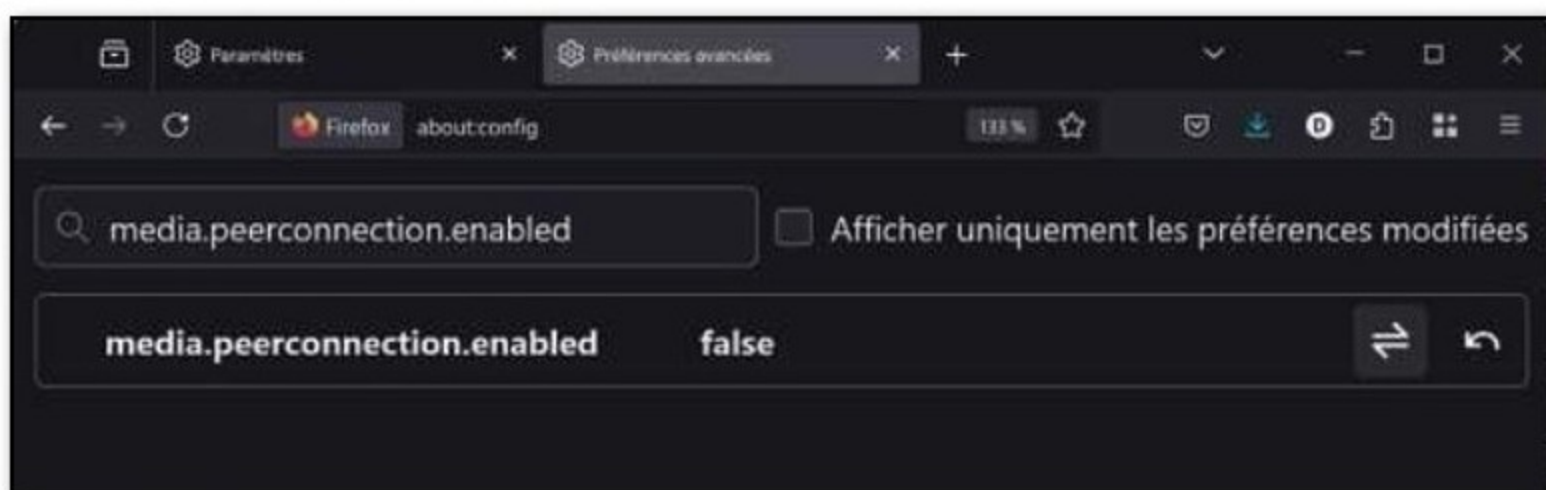 Paramètres
Préférences avancées
Firefox about:config 133 %
media.peerconnection.enabled Afficher uniquement les préférences modifiées
media.peerconnection.enabled false